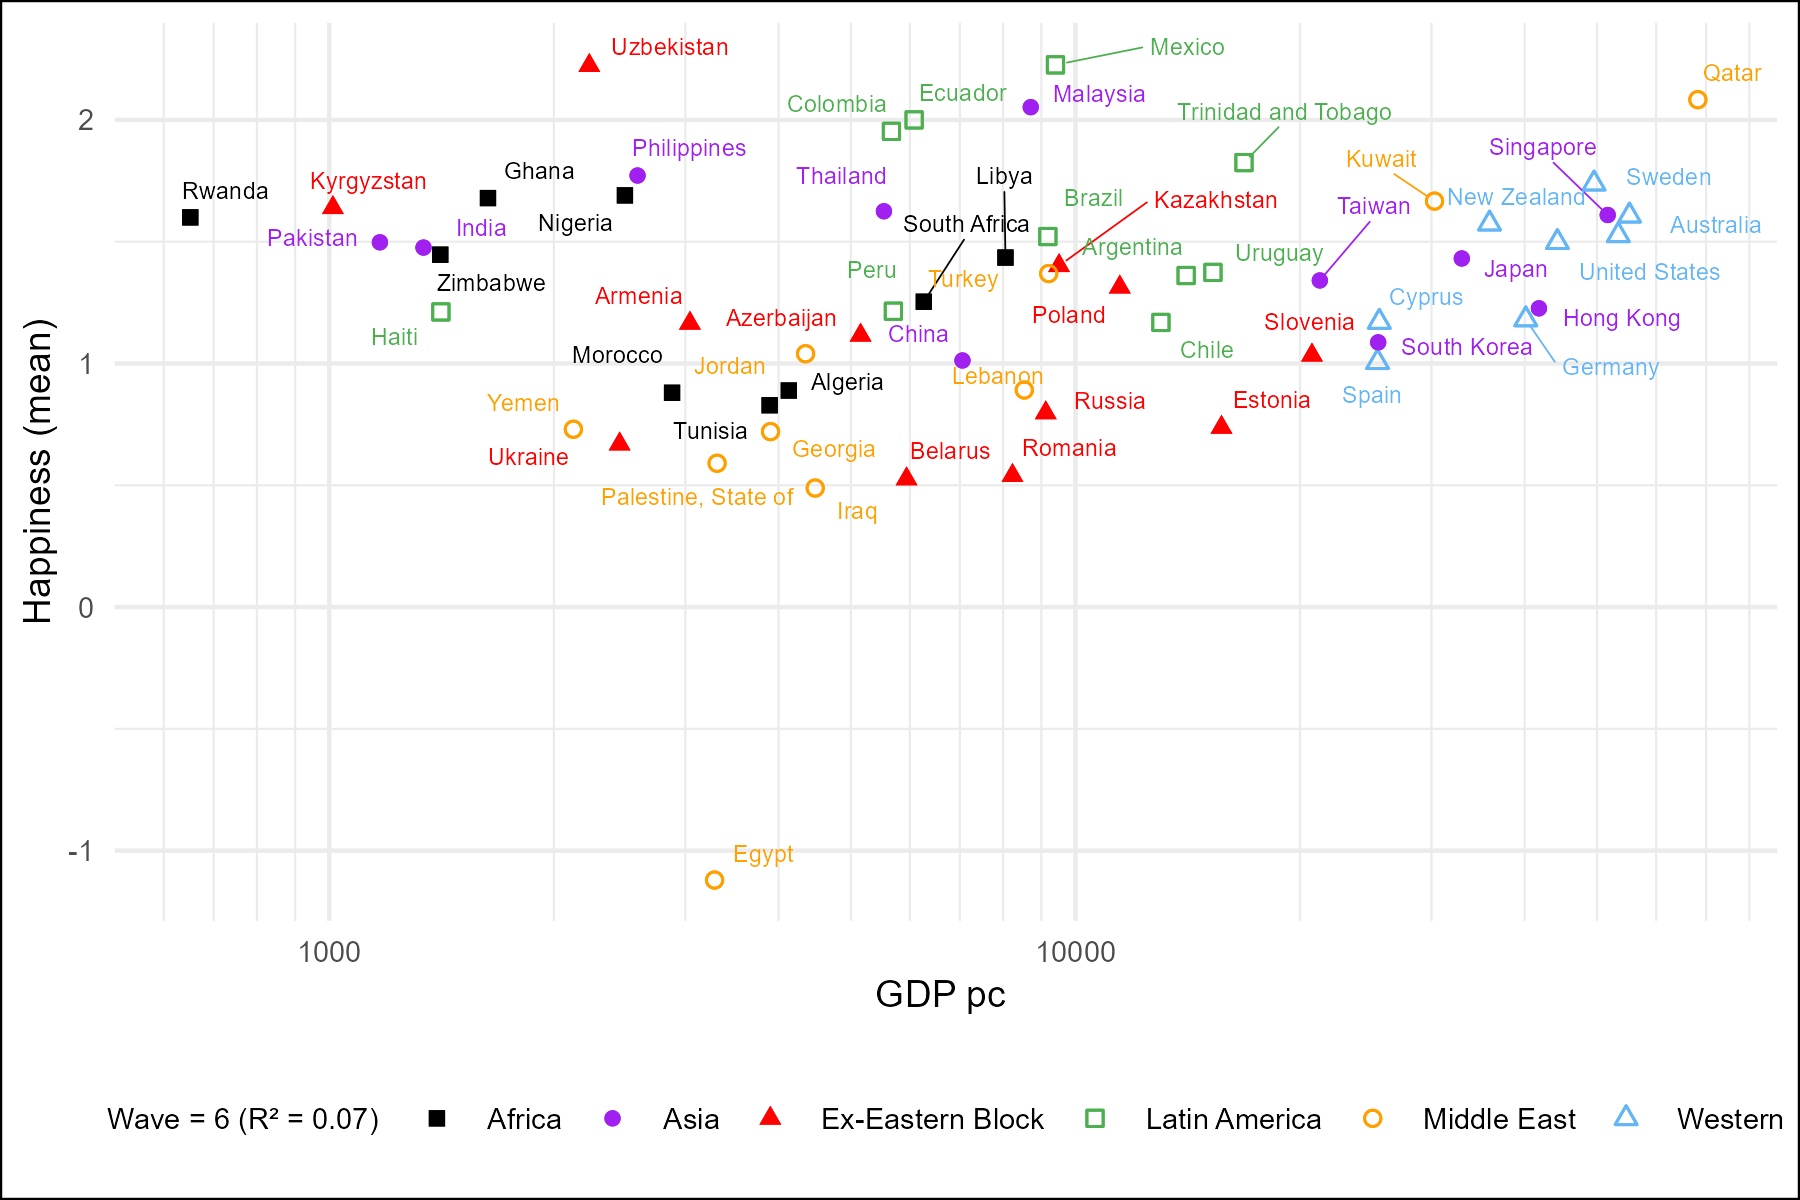 Uzbekistan
Mexico
Qatar
Ecuador
Malaysia
Colombia
Trinidad and Tobago
Philippines
Singapore
Kuwait
Ghana
Thailand
Libya
Sweden
Kyrgyzstan
Rwanda
Brazil
New Zealand
Kazakhstan
Taiwan
Nigeria
South Africa
Australia
India
Pakistan
Argentina
Uruguay
Peru
Japan
United States
Turkey
Zimbabwe
Armenia
Cyprus
Poland
Azerbaijan
Slovenia
Hong Kong
Haiti
China
South Korea
Chile
Morocco
Jordan
Germany
Lebanon
Algeria
Spain
Yemen
Russia
Estonia
Tunisia
Georgia
Romania
Belarus
Ukraine
Palestine, State of
Iraq
Egypt
2
1
0
-1
Happiness (mean)
1000
10000
GDP pc
Wave = 6 (R² = 0.07) Africa Asia Ex-Eastern Block Latin America Middle East Western